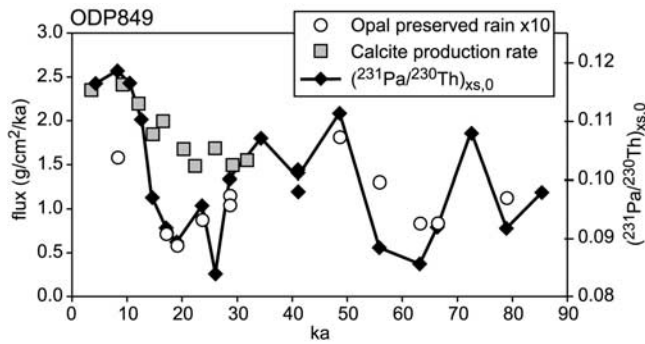 ODP849
Opal preserved rain x10
Calcite production rate
(²³¹Pa/²³⁰Th)xs,0
flux (g/cm²/ka)
3.0
2.5
2.0
1.5
1.0
0.5
0.0
0 10 20 30 40 50 60 70 80 90
ka
0.12
0.11
0.10
0.09
0.08
(²³¹Pa/²³⁰Th)xs,0